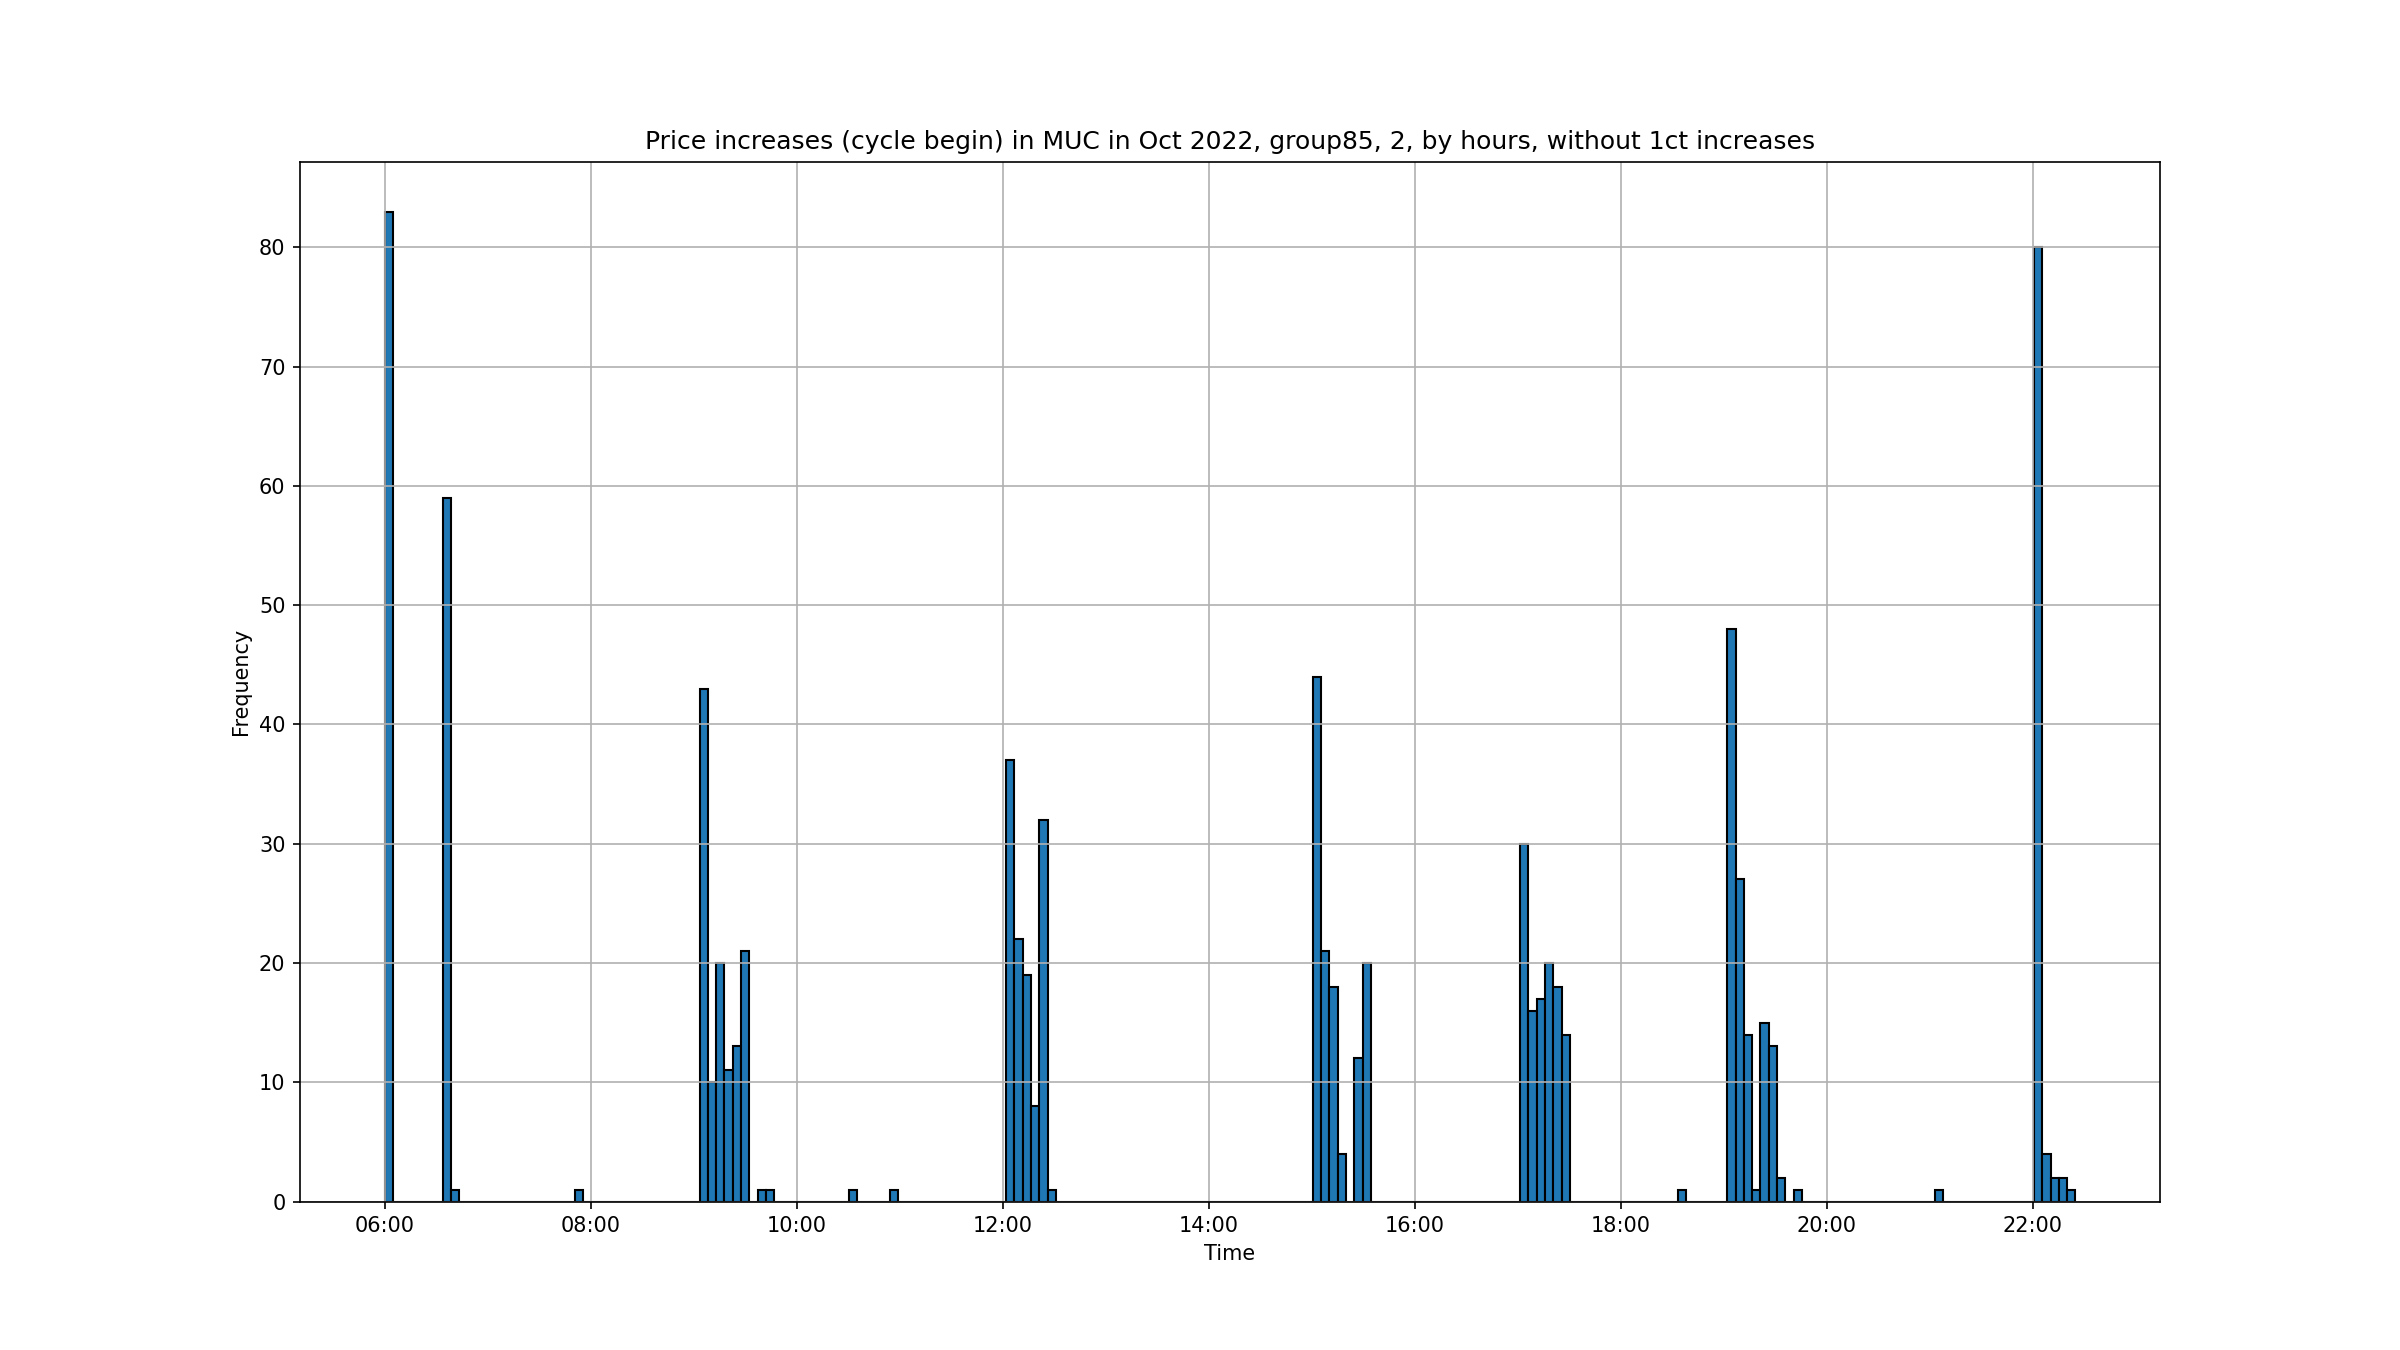 Price increases (cycle begin) in MUC in Oct 2022, group85, 2, by hours, without 1ct increases
80
70
60
50
40
30
20
10
0
Frequency
06:00 08:00 10:00 12:00 14:00 16:00 18:00 20:00 22:00
Time